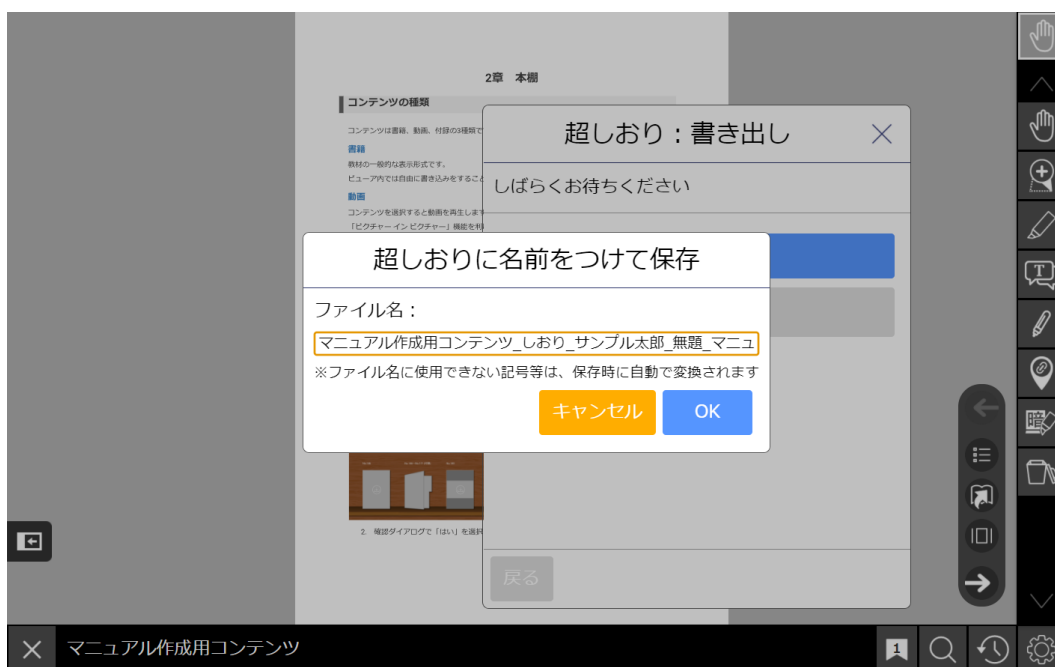 2章 本棚
コンテンツの種類
コンテンツは書籍、動画、付録の3種類で
書籍
教材の一般的な表示形式です。
ビューア内では自由に書き込みをすること
動画
コンテンツを選択すると動画を再生します
「ピクチャー イン ピクチャー」機能を利
超しおり：書き出し
しばらくお待ちください
超しおりに名前をつけて保存
ファイル名：
マニュアル作成用コンテンツ_しおり_サンプル太郎_無題_マニュ
※ファイル名に使用できない記号等は、保存時に自動で変換されます
キャンセル
OK
2. 確認ダイアログで「はい」を選択
戻る
マニュアル作成用コンテンツ
1